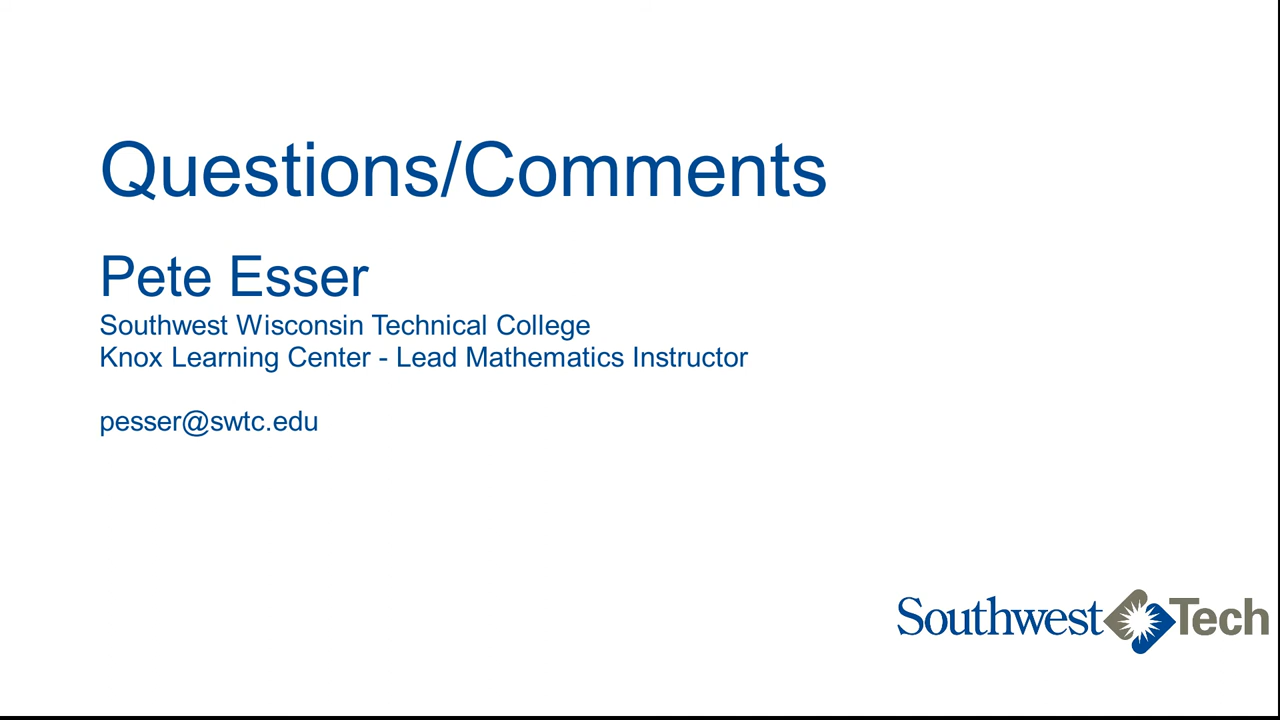 Questions/Comments
Pete Esser
Southwest Wisconsin Technical College
Knox Learning Center - Lead Mathematics Instructor
pesser@swtc.edu
Southwest Tech